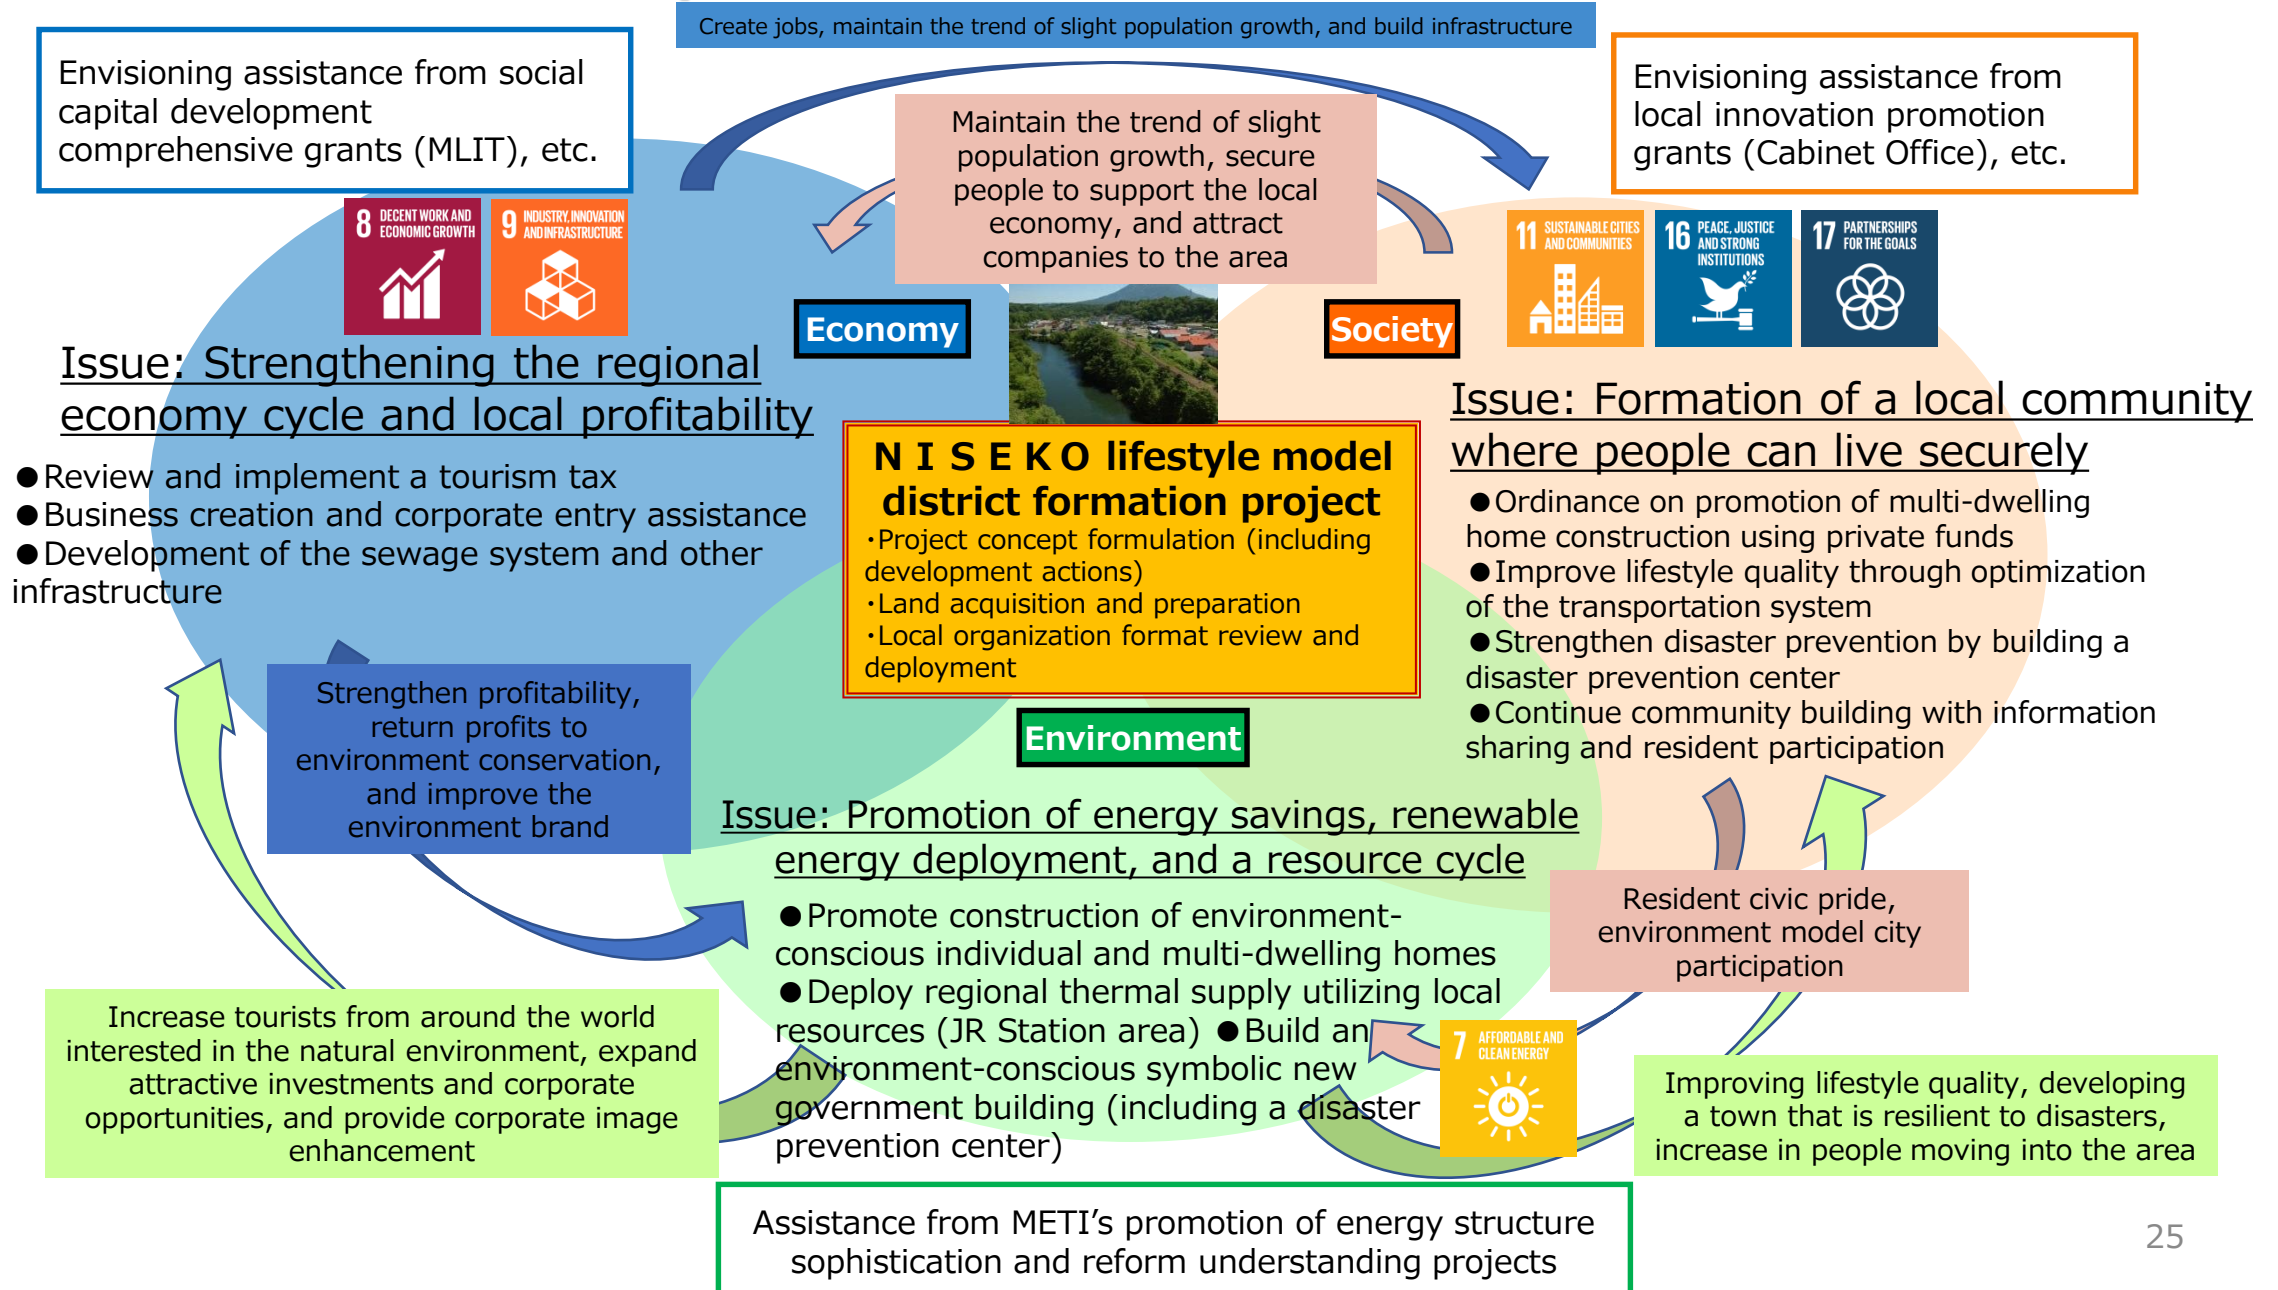 Create jobs, maintain the trend of slight population growth, and build infrastructure
Envisioning assistance from social
capital development
comprehensive grants (MLIT), etc.
Envisioning assistance from
local innovation promotion
grants (Cabinet Office), etc.
Maintain the trend of slight
population growth, secure
people to support the local
economy, and attract
companies to the area
8 DECENT WORK AND
ECONOMIC GROWTH
9 INDUSTRY, INNOVATION
AND INFRASTRUCTURE
11 SUSTAINABLE CITIES
AND COMMUNITIES
16 PEACE, JUSTICE
AND STRONG
INSTITUTIONS
17 PARTNERSHIPS
FOR THE GOALS
Economy
Society
Issue: Strengthening the regional
economy cycle and local profitability
●Review and implement a tourism tax
●Business creation and corporate entry assistance
●Development of the sewage system and other
infrastructure
NISEKO lifestyle model
district formation project
・Project concept formulation (including
development actions)
・Land acquisition and preparation
・Local organization format review and
deployment
Issue: Formation of a local community
where people can live securely
●Ordinance on promotion of multi-dwelling
home construction using private funds
●Improve lifestyle quality through optimization
of the transportation system
●Strengthen disaster prevention by building a
disaster prevention center
●Continue community building with information
sharing and resident participation
Strengthen profitability,
return profits to
environment conservation,
and improve the
environment brand
Environment
Issue: Promotion of energy savings, renewable
energy deployment, and a resource cycle
●Promote construction of environment-
conscious individual and multi-dwelling homes
●Deploy regional thermal supply utilizing local
resources (JR Station area) ●Build an
environment-conscious symbolic new
government building (including a disaster
prevention center)
Resident civic pride,
environment model city
participation
7 AFFORDABLE AND
CLEAN ENERGY
Increase tourists from around the world
interested in the natural environment, expand
attractive investments and corporate
opportunities, and provide corporate image
enhancement
Improving lifestyle quality, developing
a town that is resilient to disasters,
increase in people moving into the area
Assistance from METI’s promotion of energy structure
sophistication and reform understanding projects
25